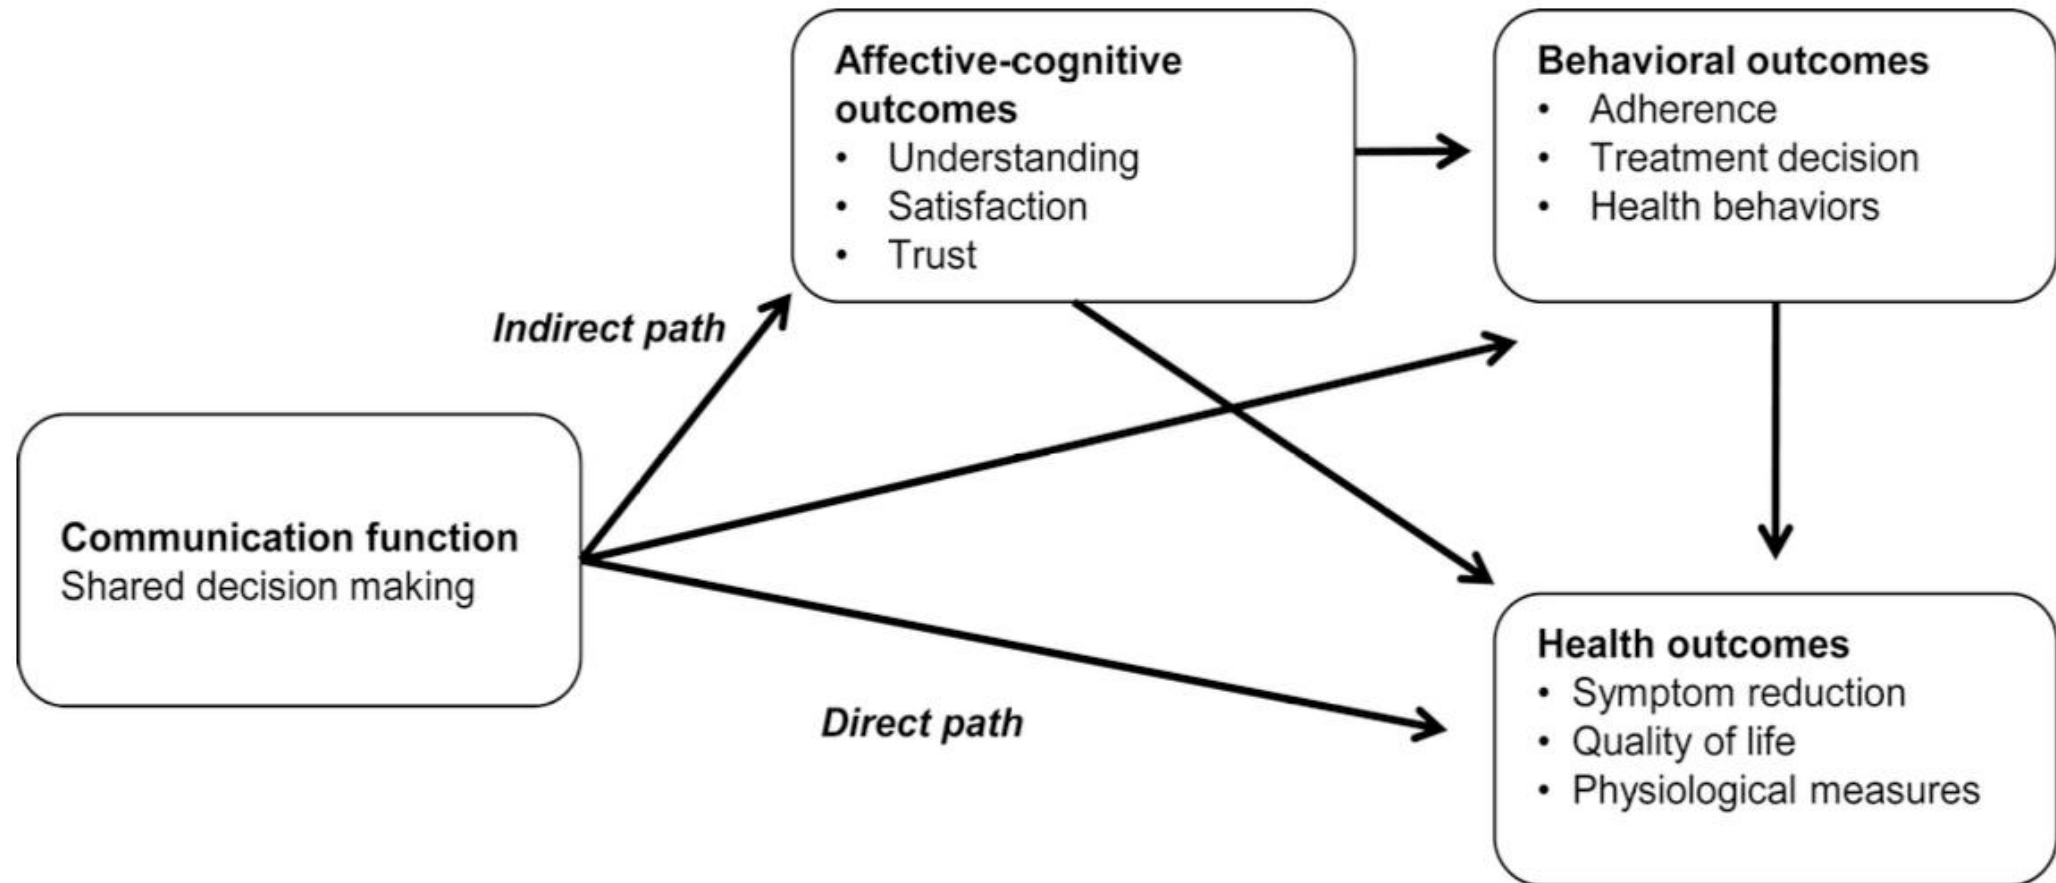 Affective-cognitive
outcomes
• Understanding
• Satisfaction
• Trust
Behavioral outcomes
• Adherence
• Treatment decision
• Health behaviors
Indirect path
Communication function
Shared decision making
Direct path
Health outcomes
• Symptom reduction
• Quality of life
• Physiological measures